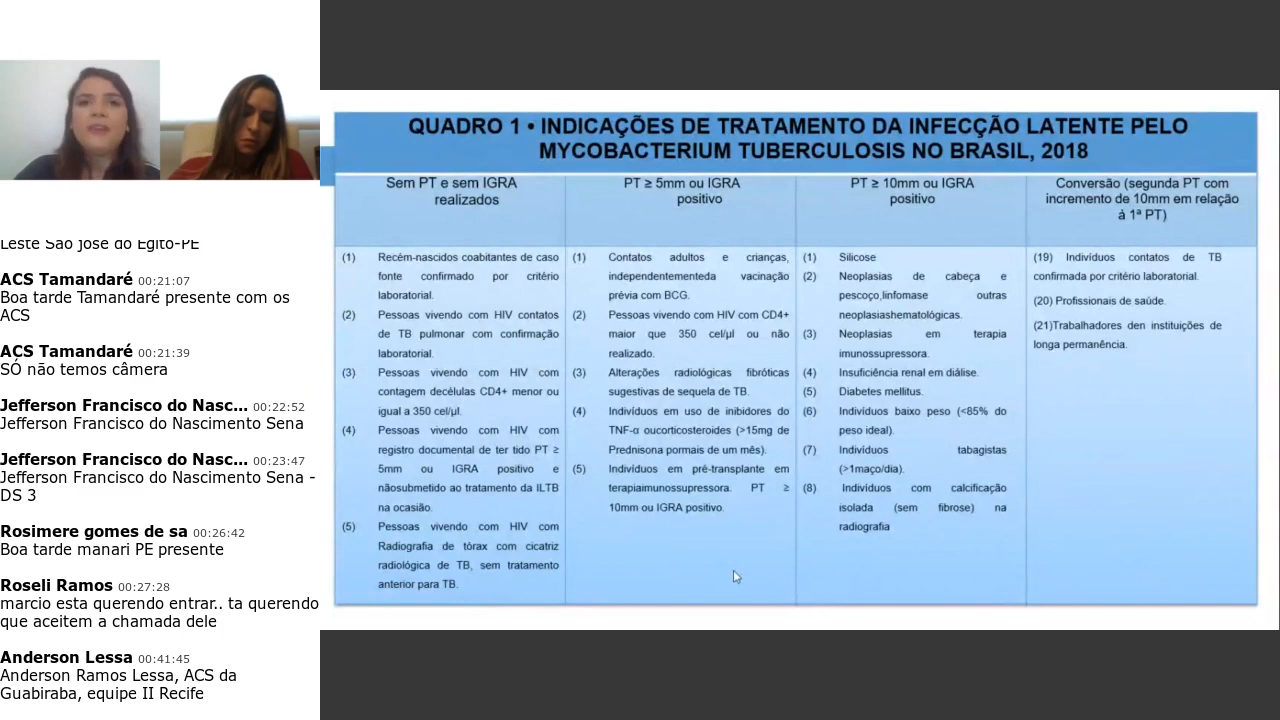 Leste São josé do Egito-PE
ACS Tamandaré 00:21:07
Boa tarde Tamandaré presente com os
ACS
ACS Tamandaré 00:21:39
SÓ não temos câmera
Jefferson Francisco do Nasc... 00:22:52
Jefferson Francisco do Nascimento Sena
Jefferson Francisco do Nasc... 00:23:47
Jefferson Francisco do Nascimento Sena -
DS 3
Rosimere gomes de sa 00:26:42
Boa tarde manari PE presente
Roseli Ramos 00:27:28
marcio esta querendo entrar.. ta querendo
que aceitem a chamada dele
Anderson Lessa 00:41:45
Anderson Ramos Lessa, ACS da
Guabiraba, equipe II Recife
QUADRO 1 • INDICAÇÕES DE TRATAMENTO DA INFECÇÃO LATENTE PELO
MYCOBACTERIUM TUBERCULOSIS NO BRASIL, 2018
Sem PT e sem IGRA
realizados
(1) Recém-nascidos coabitantes de caso
fonte confirmado por critério
laboratorial.
(2) Pessoas vivendo com HIV contatos
de TB pulmonar com confirmação
laboratorial.
(3) Pessoas vivendo com HIV com
contagem decélulas CD4+ menor ou
igual a 350 cel/µl.
(4) Pessoas vivendo com HIV com
registro documental de ter tido PT ≥
5mm ou IGRA positivo e
nãosubmetido ao tratamento da ILTB
na ocasião.
(5) Pessoas vivendo com HIV com
Radiografia de tórax com cicatriz
radiológica de TB, sem tratamento
anterior para TB.
PT ≥ 5mm ou IGRA
positivo
(1) Contatos adultos e crianças,
independentementeda vacinação
prévia com BCG.
(2) Pessoas vivendo com HIV com CD4+
maior que 350 cel/µl ou não
realizado.
(3) Alterações radiológicas fibróticas
sugestivas de sequela de TB.
(4) Indivíduos em uso de inibidores do
TNF-α oucorticosteroides (>15mg de
Prednisona pormais de um mês).
(5) Indivíduos em pré-transplante em
terapiaimunossupressora. PT ≥
10mm ou IGRA positivo.
PT ≥ 10mm ou IGRA
positivo
(1) Silicose
(2) Neoplasias de cabeça e
pescoço,linfomase outras
neoplasiashematológicas.
(3) Neoplasias em terapia
imunossupressora.
(4) Insuficiência renal em diálise.
(5) Diabetes mellitus.
(6) Indivíduos baixo peso (<85% do
peso ideal).
(7) Indivíduos tabagistas
(>1maço/dia).
(8) Indivíduos com calcificação
isolada (sem fibrose) na
radiografia
Conversão (segunda PT com
incremento de 10mm em relação
à 1ª PT)
(19) Indivíduos contatos de TB
confirmada por critério laboratorial.
(20) Profissionais de saúde.
(21)Trabalhadores den instituições de
longa permanência.